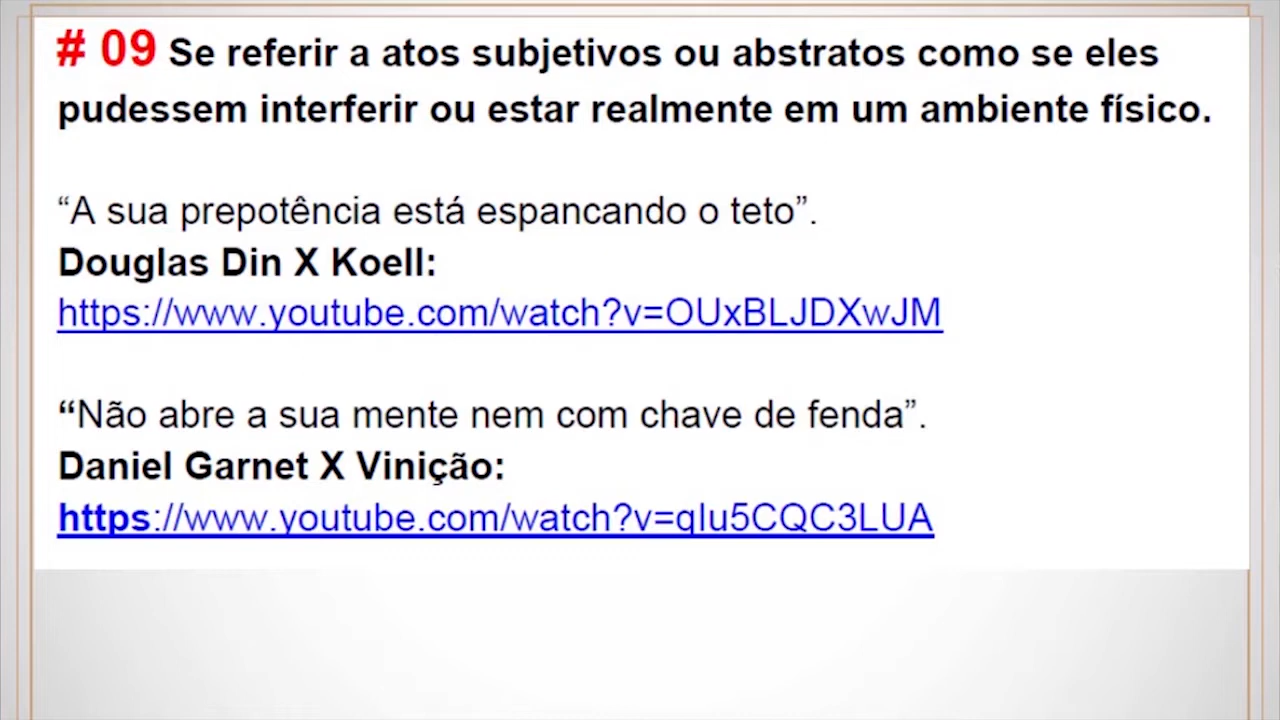 # 09 Se referir a atos subjetivos ou abstratos como se eles
pudessem interferir ou estar realmente em um ambiente físico.
“A sua prepotência está espancando o teto”.
Douglas Din X Koell:
https://www.youtube.com/watch?v=OUxBLJDXwJM
“Não abre a sua mente nem com chave de fenda”.
Daniel Garnet X Vinição:
https://www.youtube.com/watch?v=qIu5CQC3LUA